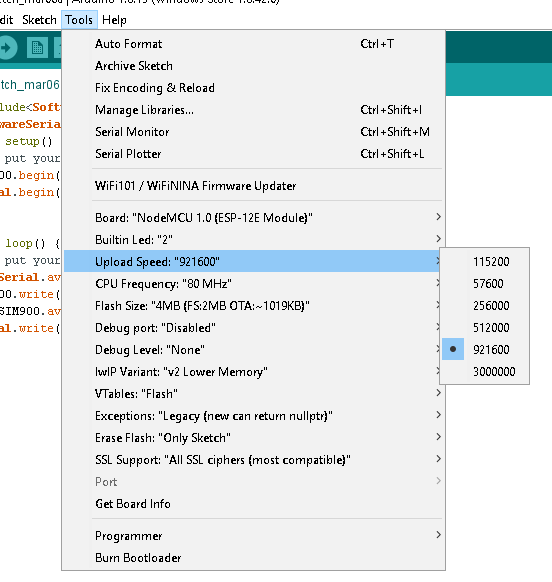 dit Sketch Tools Help
Auto Format Ctrl+T
Archive Sketch
Fix Encoding & Reload
Manage Libraries... Ctrl+Shift+I
Serial Monitor Ctrl+Shift+M
Serial Plotter Ctrl+Shift+L
WiFi101 / WiFiNINA Firmware Updater
Board: "NodeMCU 1.0 (ESP-12E Module)"
Builtin Led: "2"
Upload Speed: "921600"
CPU Frequency: "80 MHz"
Flash Size: "4MB (FS:2MB OTA:~1019KB)"
Debug port: "Disabled"
Debug Level: "None"
lwIP Variant: "v2 Lower Memory"
VTables: "Flash"
Exceptions: "Legacy (new can return nullptr)"
Erase Flash: "Only Sketch"
SSL Support: "All SSL ciphers (most compatible)"
Port
Get Board Info
Programmer
Burn Bootloader
115200
57600
256000
512000
921600
3000000
tch_mar06
lude<Soft
wareSerial
setup()
put your
00.begin(
al.begin(
loop() {
put your
Serial.av
00.write(
SIM900.av
al.write(